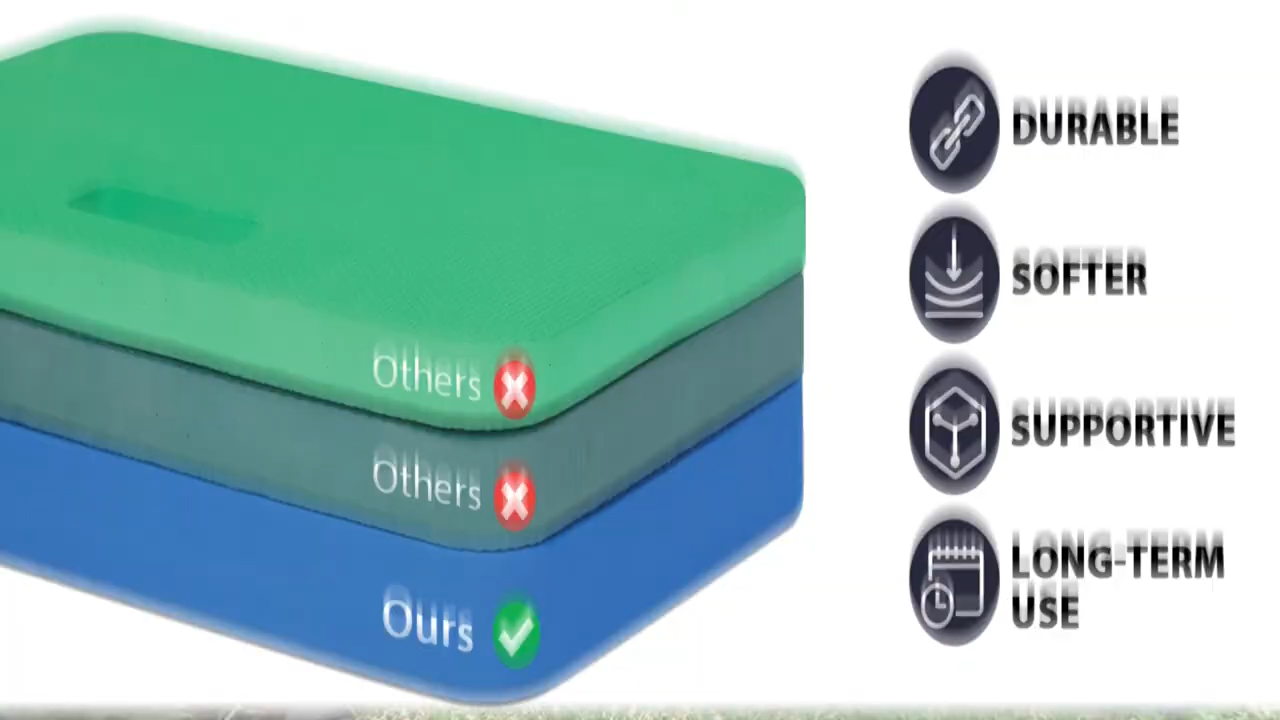 Others
Others
Ours
DURABLE
SOFTER
SUPPORTIVE
LONG-TERM
USE